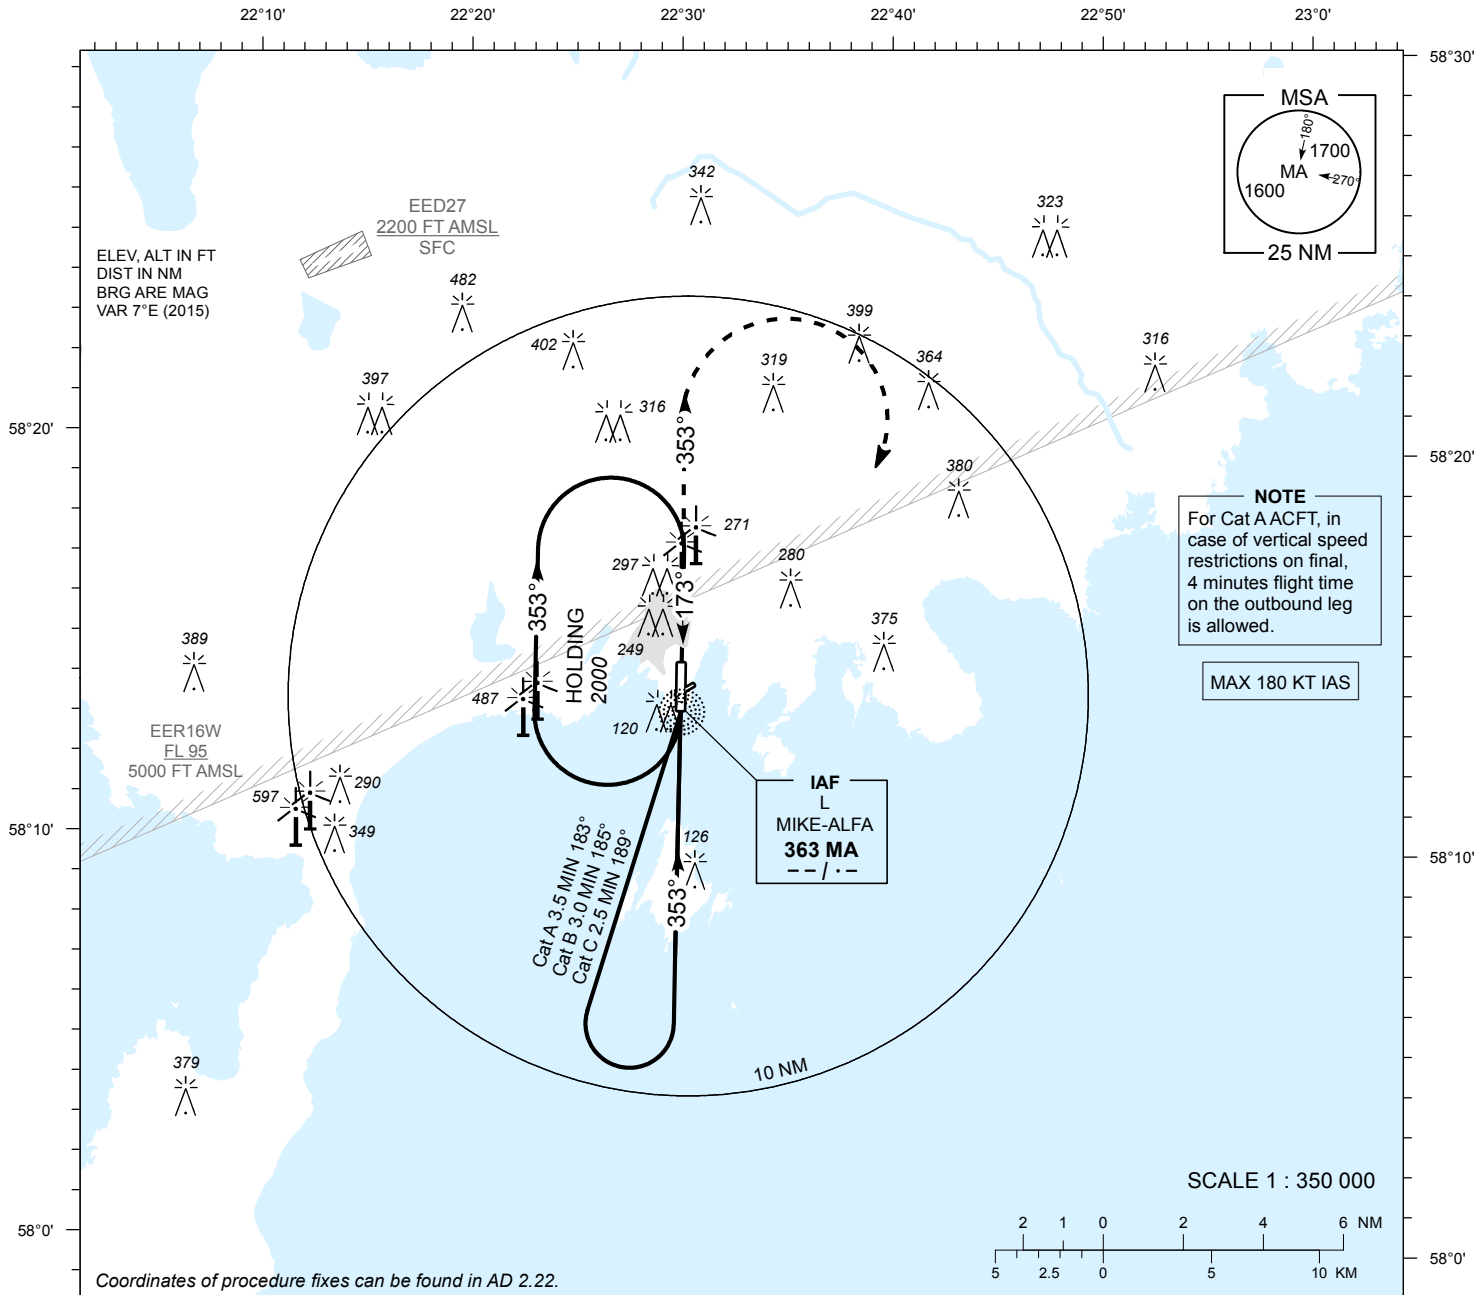 22°10'
22°20'
22°30'
22°40'
22°50'
23°0'
58°30'
58°20'
58°10'
58°0'
58°20'
58°10'
58°0'
MSA
180°
1700
MA
270°
1600
25 NM
ELEV, ALT IN FT
DIST IN NM
BRG ARE MAG
VAR 7°E (2015)
EED27
2200 FT AMSL
SFC
342
323
482
402
399
319
364
316
397
316
380
353°
271
280
297
173°
353°
HOLDING
2000
249
375
389
487
120
EER16W
FL 95
5000 FT AMSL
597
290
349
126
353°
Cat A 3.5 MIN 183°
Cat B 3.0 MIN 185°
Cat C 2.5 MIN 189°
379
10 NM
NOTE
For Cat A ACFT, in
case of vertical speed
restrictions on final,
4 minutes flight time
on the outbound leg
is allowed.
MAX 180 KT IAS
IAF
L
MIKE-ALFA
363 MA
– – / · –
SCALE 1 : 350 000
2 1 0 2 4 6 NM
5 2.5 0 5 10 KM
Coordinates of procedure fixes can be found in AD 2.22.